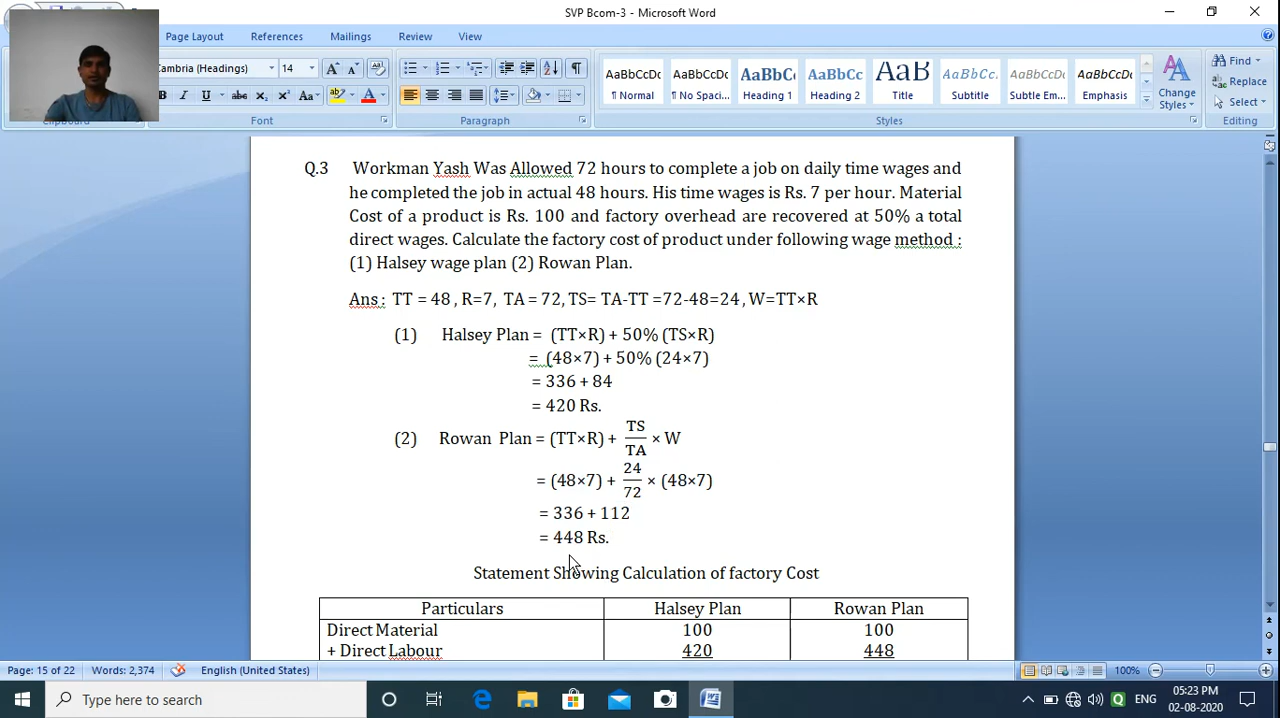 SVP Bcom-3 - Microsoft Word
Page Layout References Mailings Review View
Cambria (Headings) 14
Font Paragraph Styles Editing
AaBbCcDc AaBbCcDc AaBbCc AaBbCc AaB AaBbCc. AaBbCcDc AaBbCcDc
¶ Normal ¶ No Spaci... Heading 1 Heading 2 Title Subtitle Subtle Em... Emphasis
Change Styles
Find
Replace
Select
Q.3 Workman Yash Was Allowed 72 hours to complete a job on daily time wages and
he completed the job in actual 48 hours. His time wages is Rs. 7 per hour. Material
Cost of a product is Rs. 100 and factory overhead are recovered at 50% a total
direct wages. Calculate the factory cost of product under following wage method :
(1) Halsey wage plan (2) Rowan Plan.
Ans : TT = 48 , R=7, TA = 72, TS= TA-TT =72-48=24 , W=TT×R
(1) Halsey Plan = (TT×R) + 50% (TS×R)
= (48×7) + 50% (24×7)
= 336 + 84
= 420 Rs.
(2) Rowan Plan = (TT×R) + TS/TA × W
= (48×7) + 24/72 × (48×7)
= 336 + 112
= 448 Rs.
Statement Showing Calculation of factory Cost
Particulars Halsey Plan Rowan Plan
Direct Material 100 100
+ Direct Labour 420 448
Page: 15 of 22 Words: 2,374 English (United States) 100%
Type here to search
ENG
05:23 PM
02-08-2020